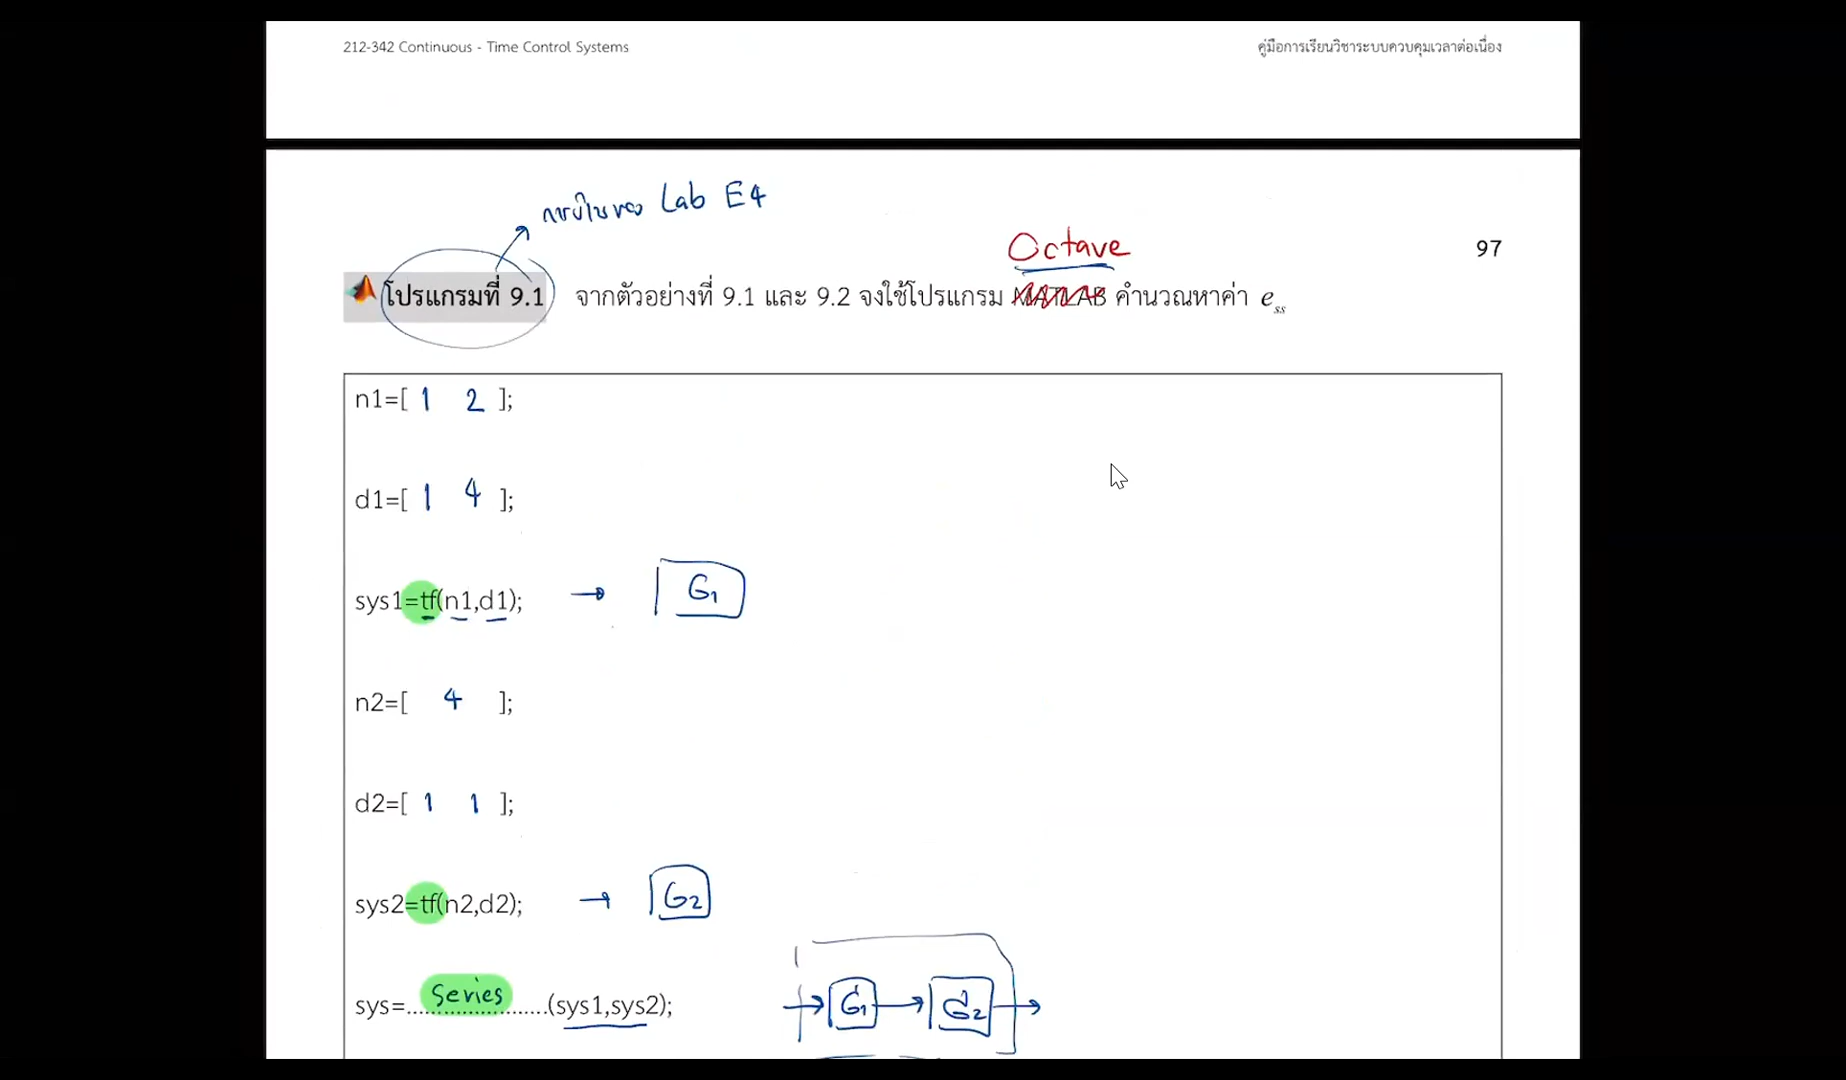 212-342 Continuous - Time Control Systems
คู่มือการเรียนวิชาระบบควบคุมเวลาต่อเนื่อง
Lab E4
Octave
97
โปรแกรมที่ 9.1 จากตัวอย่างที่ 9.1 และ 9.2 จงใช้โปรแกรม MATLAB คำนวณหาค่า ess
n1=[ 1 2 ];
d1=[ 1 4 ];
sys1=tf(n1,d1); → G1
n2=[ 4 ];
d2=[ 1 1 ];
sys2=tf(n2,d2); → G2
sys=......Series......(sys1,sys2); → G1 → G2 →